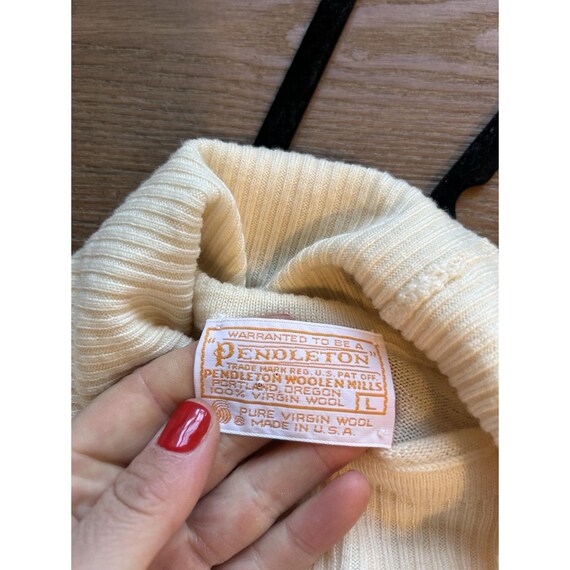 WARRANTED TO BE A
"PENDLETON"
TRADE MARK REG. U.S. PAT. OFF.
PENDLETON WOOLEN MILLS
PORTLAND, OREGON
100% VIRGIN WOOL
L
PURE VIRGIN WOOL
® MADE IN U.S.A.